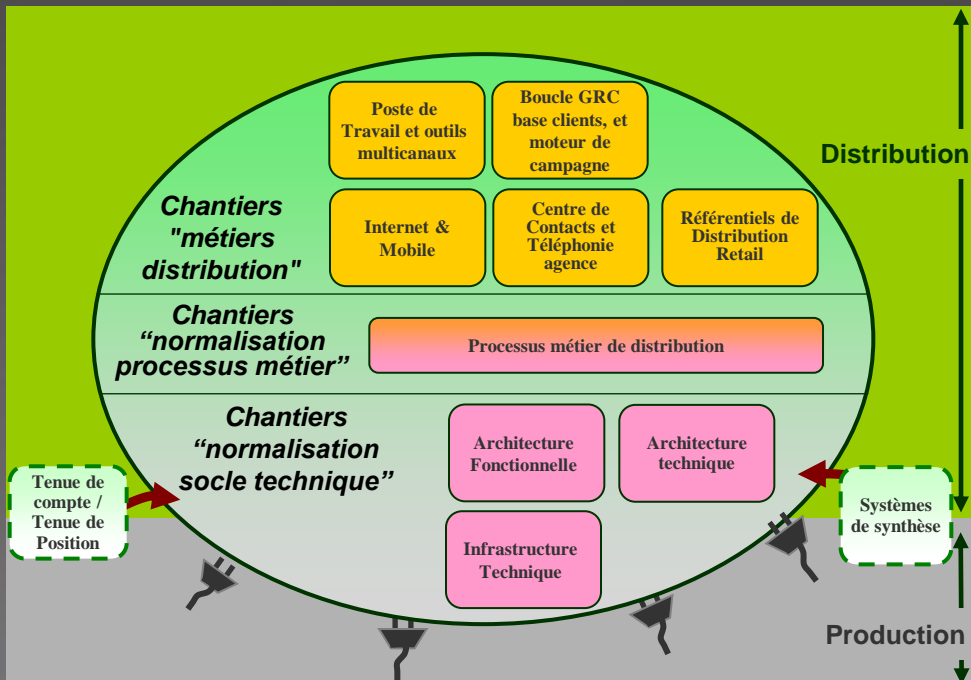 Poste de
Travail et outils
multicanaux
Boucle GRC
base clients, et
moteur de
campagne
Distribution
Chantiers
"métiers
distribution"
Internet &
Mobile
Centre de
Contacts et
Téléphonie
agence
Référentiels de
Distribution
Retail
Chantiers
“normalisation
processus métier”
Processus métier de distribution
Chantiers
“normalisation
socle technique”
Architecture
Fonctionnelle
Architecture
technique
Tenue de
compte /
Tenue de
Position
Systèmes
de synthèse
Infrastructure
Technique
Production